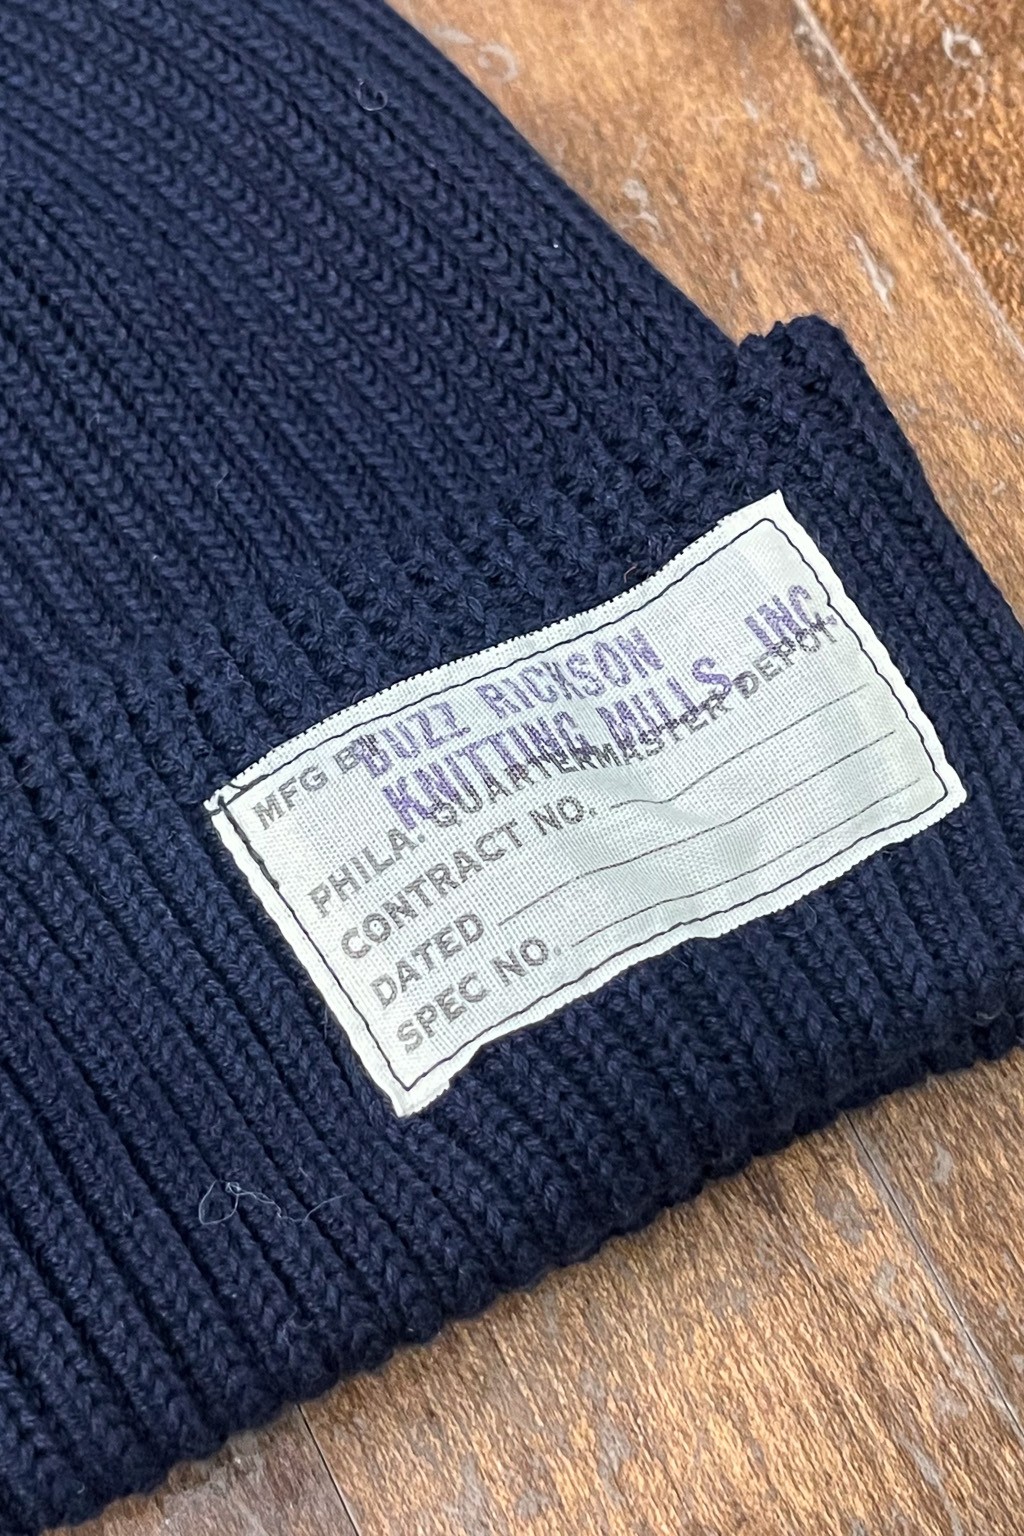 MFG BY BUZZ RICKSON
KNITTING MILLS, INC.
PHILA. QUARTERMASTER DEPOT.
CONTRACT NO.
DATED
SPEC NO.